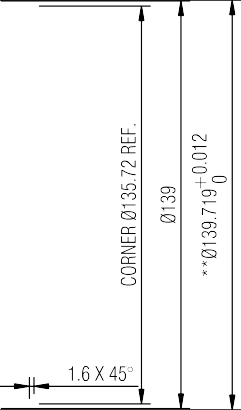 CORNER Ø135.72 REF.
Ø139
**Ø139.719 +0.012
0
1.6 X 45°